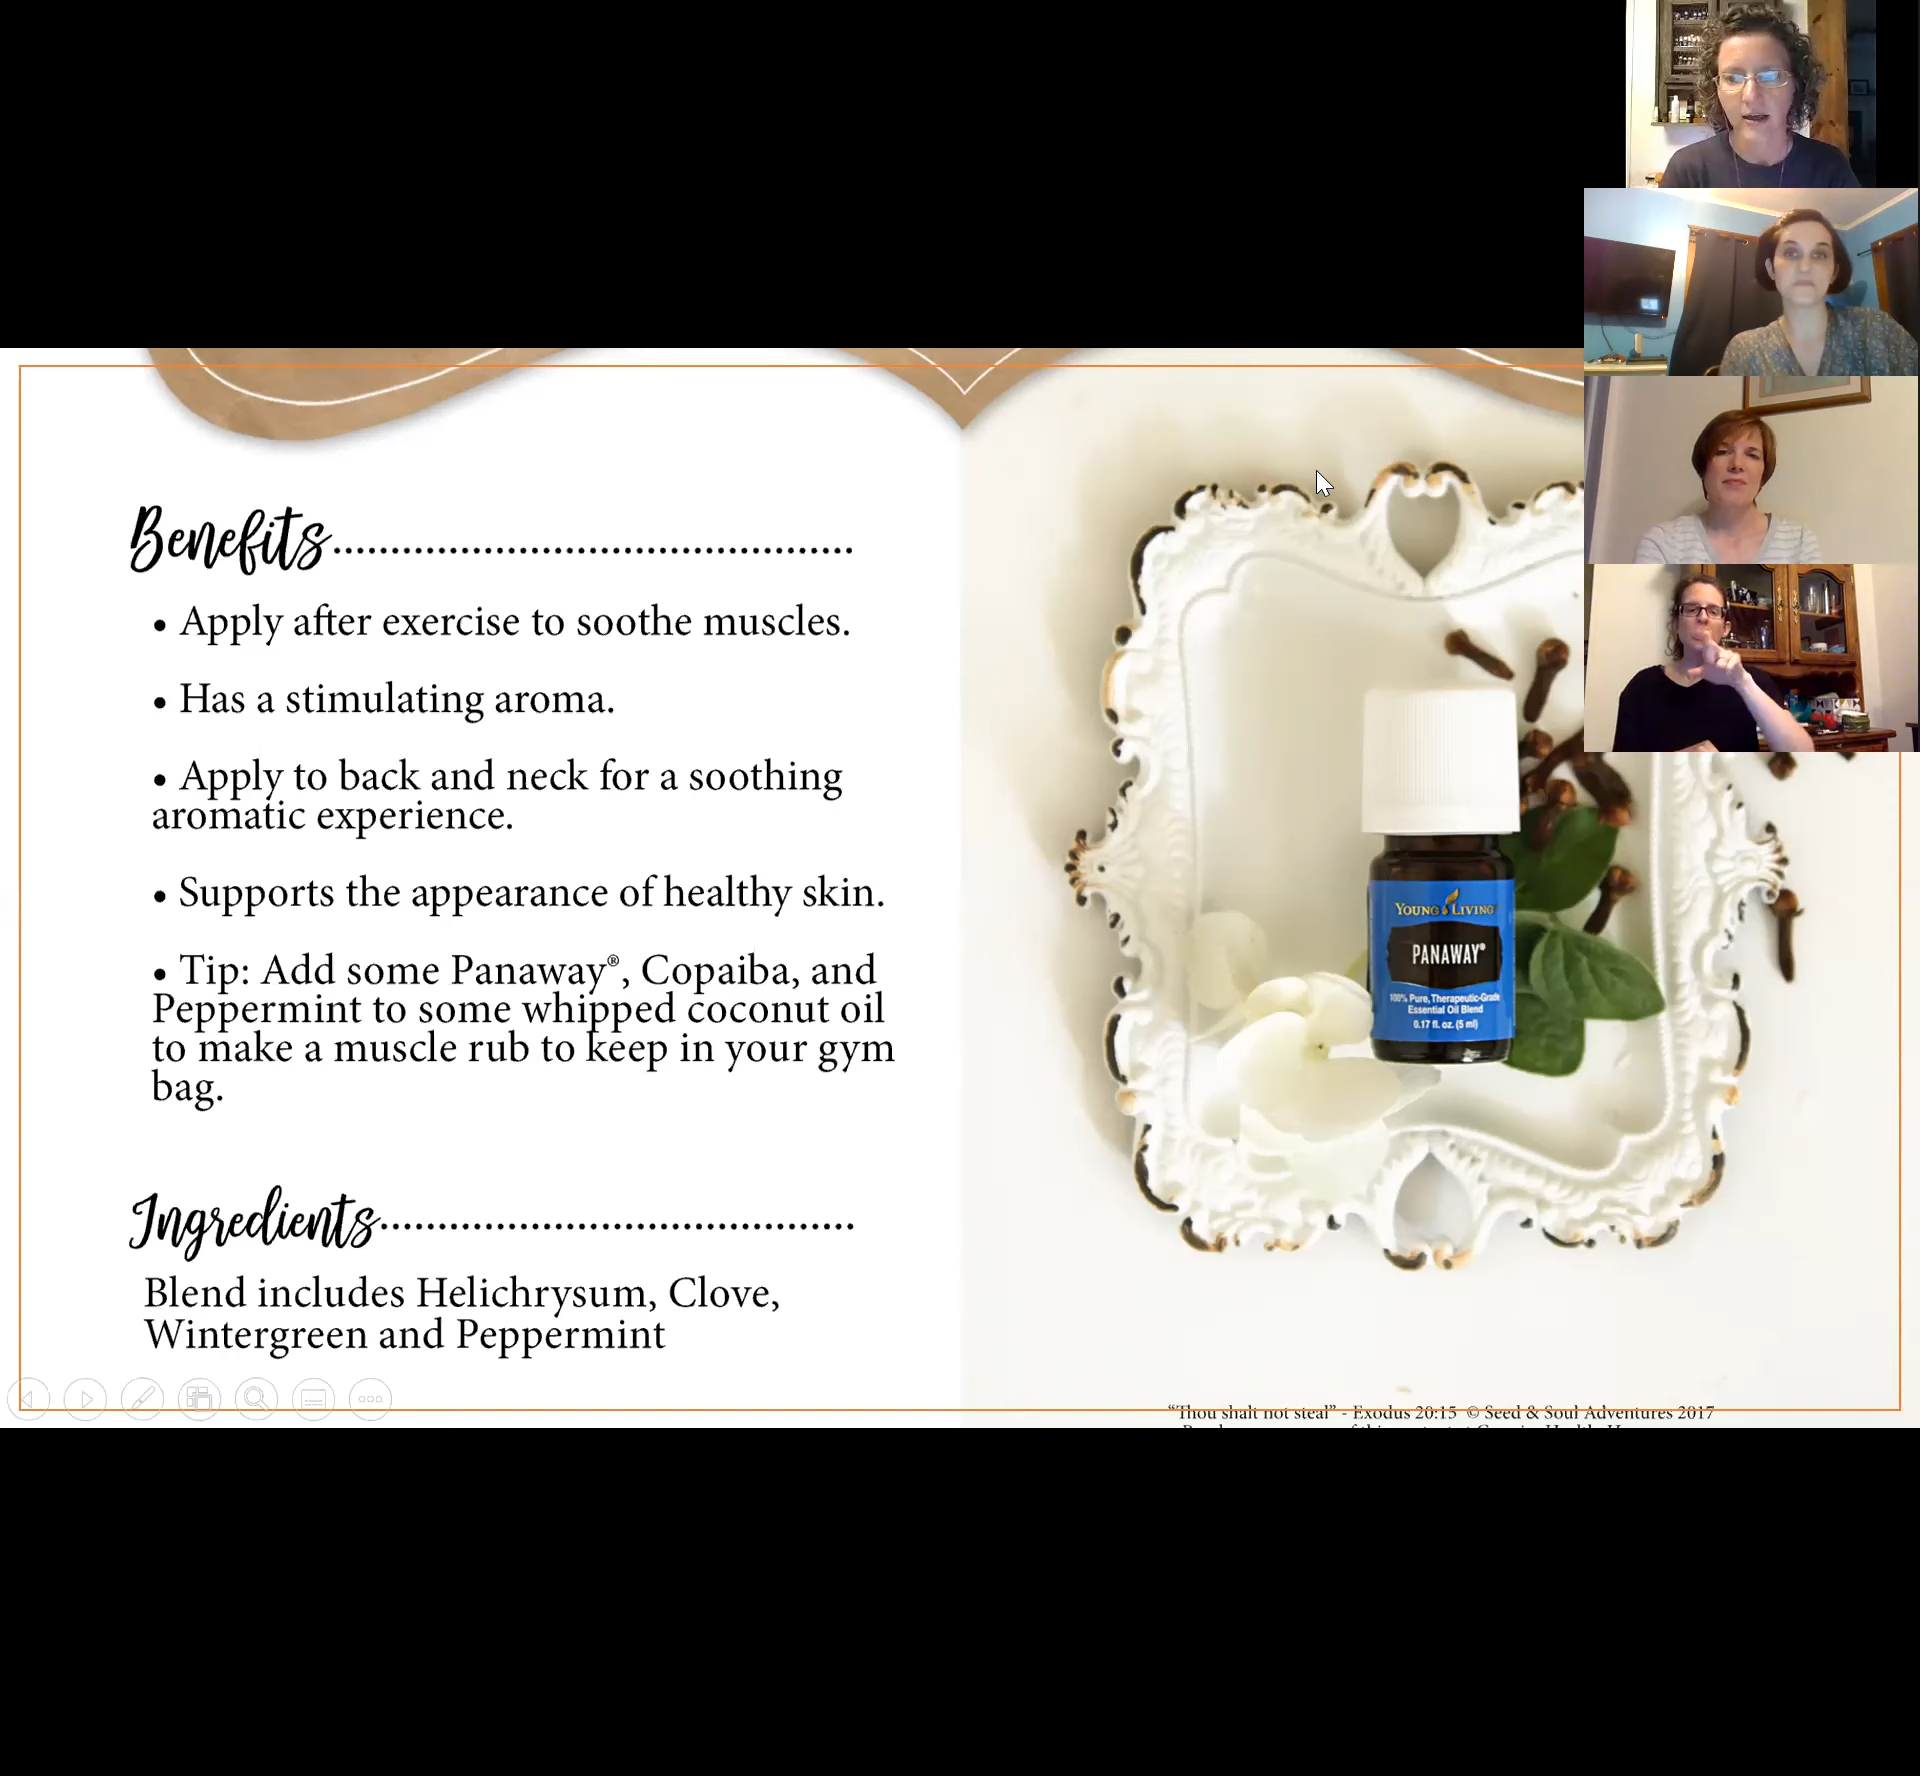 Benefits
• Apply after exercise to soothe muscles.
• Has a stimulating aroma.
• Apply to back and neck for a soothing
aromatic experience.
• Supports the appearance of healthy skin.
• Tip: Add some Panaway®, Copaiba, and
Peppermint to some whipped coconut oil
to make a muscle rub to keep in your gym
bag.
Ingredients
Blend includes Helichrysum, Clove,
Wintergreen and Peppermint
YOUNG LIVING
PANAWAY®
100% Pure, Therapeutic-Grade
Essential Oil Blend
0.17 fl. oz. (5 ml)
“Thou shalt not steal” - Exodus 20:15 © Seed & Soul Adventures 2017